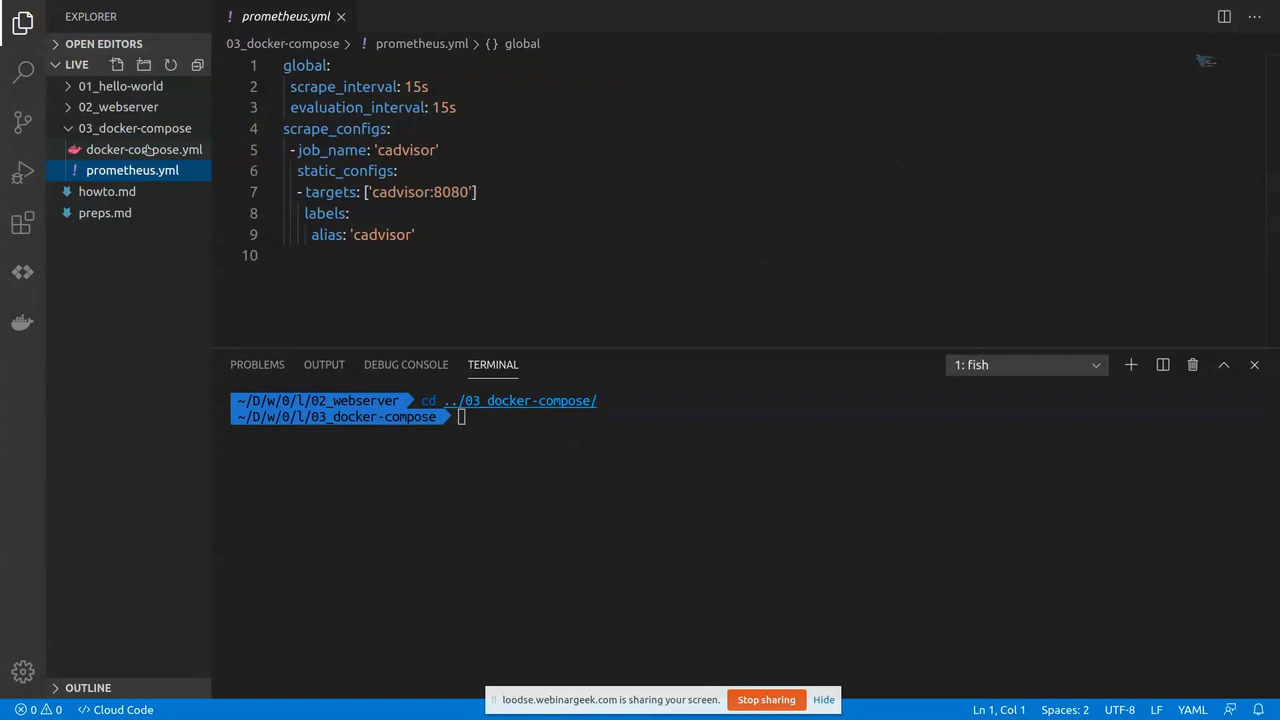 EXPLORER
OPEN EDITORS
LIVE
01_hello-world
02_webserver
03_docker-compose
docker-compose.yml
! prometheus.yml
howto.md
preps.md
OUTLINE
! prometheus.yml
03_docker-compose > ! prometheus.yml > {} global
1 global:
2 scrape_interval: 15s
3 evaluation_interval: 15s
4 scrape_configs:
5 - job_name: 'cadvisor'
6 static_configs:
7 - targets: ['cadvisor:8080']
8 labels:
9 alias: 'cadvisor'
10
PROBLEMS OUTPUT DEBUG CONSOLE TERMINAL 1: fish
~/D/w/0/l/02_webserver cd ../03_docker-compose/
~/D/w/0/l/03_docker-compose
loodse.webinargeek.com is sharing your screen. Stop sharing Hide
0 0 Cloud Code Ln 1, Col 1 Spaces: 2 UTF-8 LF YAML